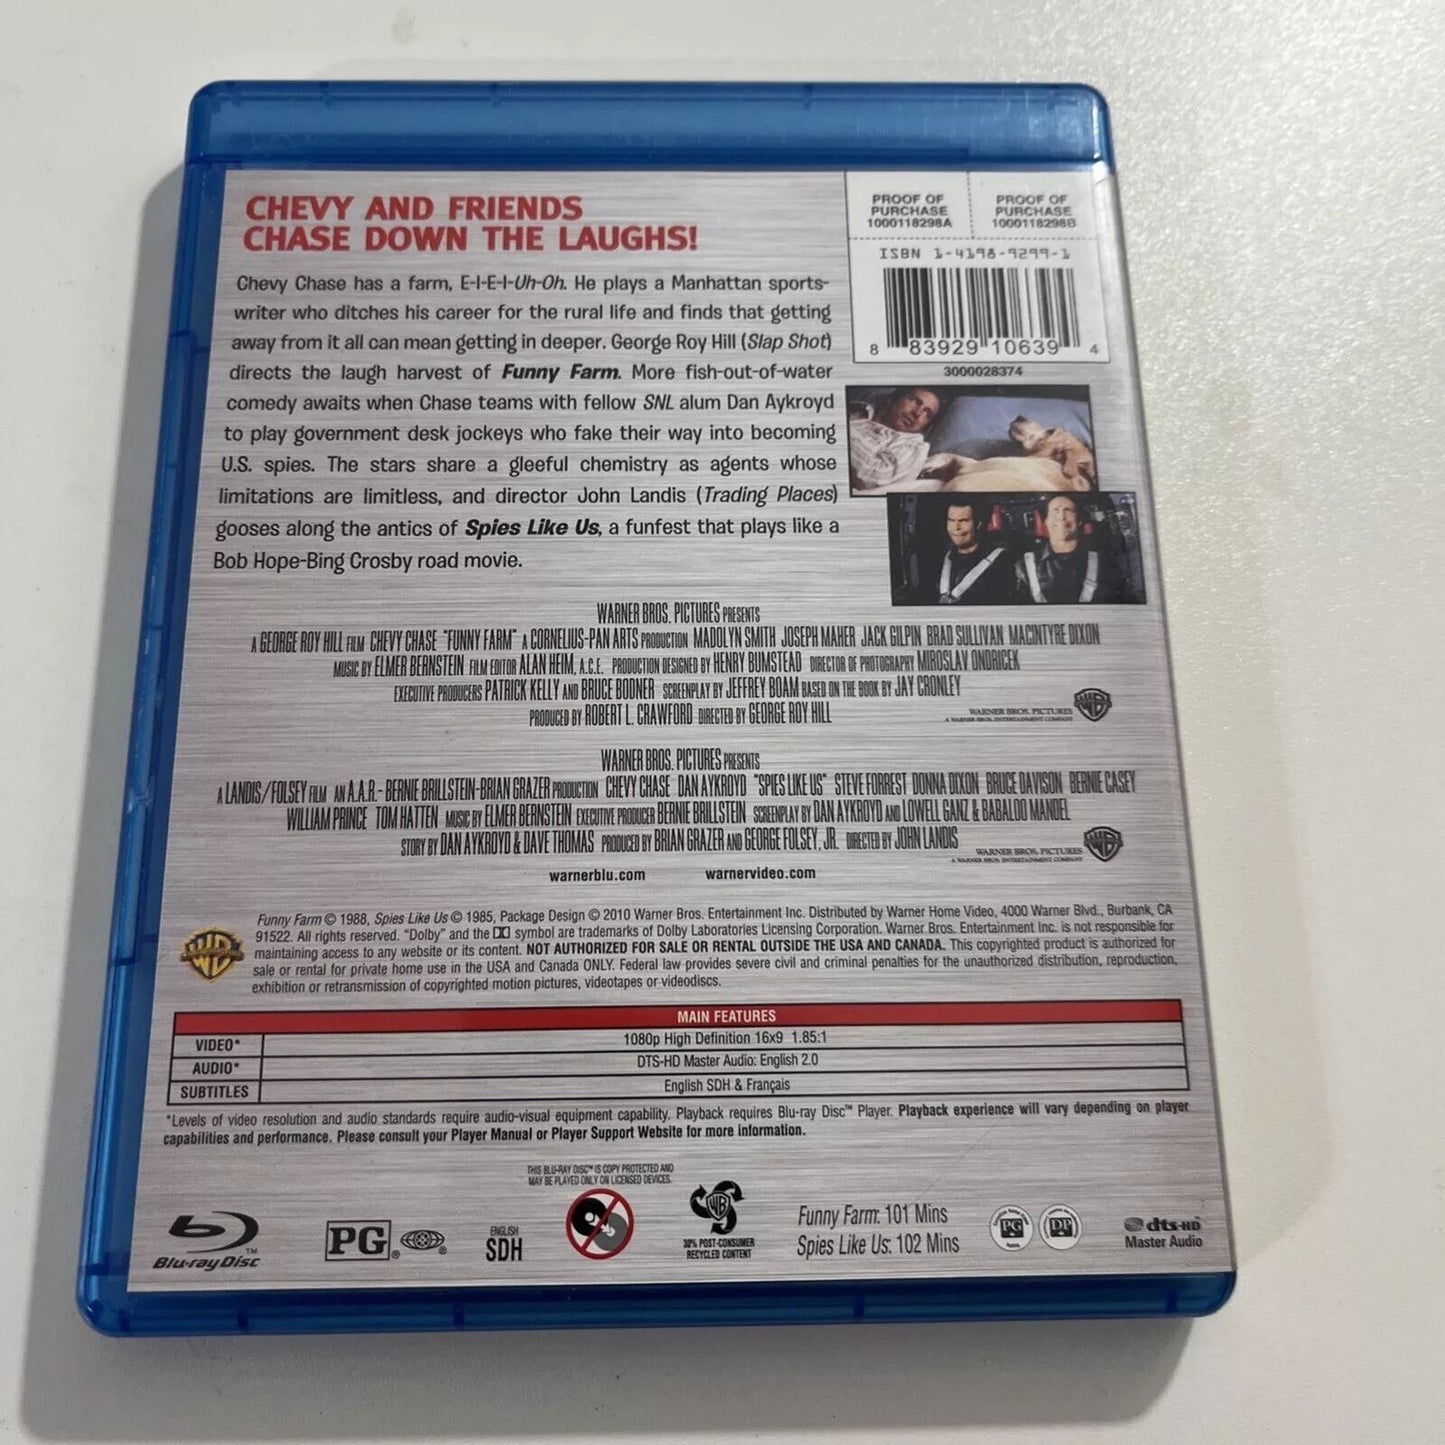 CHEVY AND FRIENDS
CHASE DOWN THE LAUGHS!
Chevy Chase has a farm, E-I-E-I-Uh-Oh. He plays a Manhattan sports-
writer who ditches his career for the rural life and finds that getting
away from it all can mean getting in deeper. George Roy Hill (Slap Shot)
directs the laugh harvest of Funny Farm. More fish-out-of-water
comedy awaits when Chase teams with fellow SNL alum Dan Aykroyd
to play government desk jockeys who fake their way into becoming
U.S. spies. The stars share a gleeful chemistry as agents whose
limitations are limitless, and director John Landis (Trading Places)
gooses along the antics of Spies Like Us, a funfest that plays like a
Bob Hope-Bing Crosby road movie.
PROOF OF
PURCHASE
1000118298A
PROOF OF
PURCHASE
1000118298B
ISBN 1-4198-9299-1
8 83929 10639 4
3000028374
WARNER BROS. PICTURES PRESENTS
A GEORGE ROY HILL FILM CHEVY CHASE "FUNNY FARM" A CORNELIUS-PAN ARTS PRODUCTION MADOLYN SMITH JOSEPH MAHER JACK GILPIN BRAD SULLIVAN MACINTYRE DIXON
MUSIC BY ELMER BERNSTEIN FILM EDITOR ALAN HEIM, A.C.E. PRODUCTION DESIGNED BY HENRY BUMSTEAD DIRECTOR OF PHOTOGRAPHY MIROSLAV ONDRICEK
EXECUTIVE PRODUCERS PATRICK KELLY AND BRUCE BODNER SCREENPLAY BY JEFFREY BOAM BASED ON THE BOOK BY JAY CRONLEY
PRODUCED BY ROBERT L. CRAWFORD DIRECTED BY GEORGE ROY HILL
WARNER BROS. PICTURES
A WARNER BROS. ENTERTAINMENT COMPANY
WARNER BROS. PICTURES PRESENTS
A LANDIS/FOLSEY FILM AN A.A.R.-BERNIE BRILLSTEIN-BRIAN GRAZER PRODUCTION CHEVY CHASE DAN AYKROYD "SPIES LIKE US" STEVE FORREST DONNA DIXON BRUCE DAVISON BERNIE CASEY
WILLIAM PRINCE TOM HATTEN MUSIC BY ELMER BERNSTEIN EXECUTIVE PRODUCER BERNIE BRILLSTEIN SCREENPLAY BY DAN AYKROYD AND LOWELL GANZ & BABALOO MANDEL
STORY BY DAN AYKROYD & DAVE THOMAS PRODUCED BY BRIAN GRAZER AND GEORGE FOLSEY, JR. DIRECTED BY JOHN LANDIS
WARNER BROS. PICTURES
A WARNER BROS. ENTERTAINMENT COMPANY
warnerblu.com warnervideo.com
Funny Farm © 1988, Spies Like Us © 1985, Package Design © 2010 Warner Bros. Entertainment Inc. Distributed by Warner Home Video, 4000 Warner Blvd., Burbank, CA
91522. All rights reserved. "Dolby" and the symbol are trademarks of Dolby Laboratories Licensing Corporation. Warner Bros. Entertainment Inc. is not responsible for
maintaining access to any website or its content. NOT AUTHORIZED FOR SALE OR RENTAL OUTSIDE THE USA AND CANADA. This copyrighted product is authorized for
sale or rental for private home use in the USA and Canada ONLY. Federal law provides severe civil and criminal penalties for the unauthorized distribution, reproduction,
exhibition or retransmission of copyrighted motion pictures, videotapes or videodiscs.
MAIN FEATURES
VIDEO* 1080p High Definition 16x9 1.85:1
AUDIO* DTS-HD Master Audio: English 2.0
SUBTITLES English SDH & Français
*Levels of video resolution and audio standards require audio-visual equipment capability. Playback requires Blu-ray Disc™ Player. Playback experience will vary depending on player
capabilities and performance. Please consult your Player Manual or Player Support Website for more information.
THIS BLU-RAY DISC™ IS COPY PROTECTED AND
MAY BE PLAYED ONLY ON LICENSED DEVICES.
Blu-ray Disc™
PG®
ENGLISH
SDH
30% POST-CONSUMER
RECYCLED CONTENT
Funny Farm: 101 Mins
Spies Like Us: 102 Mins
PG
DP
dts-HD
Master Audio